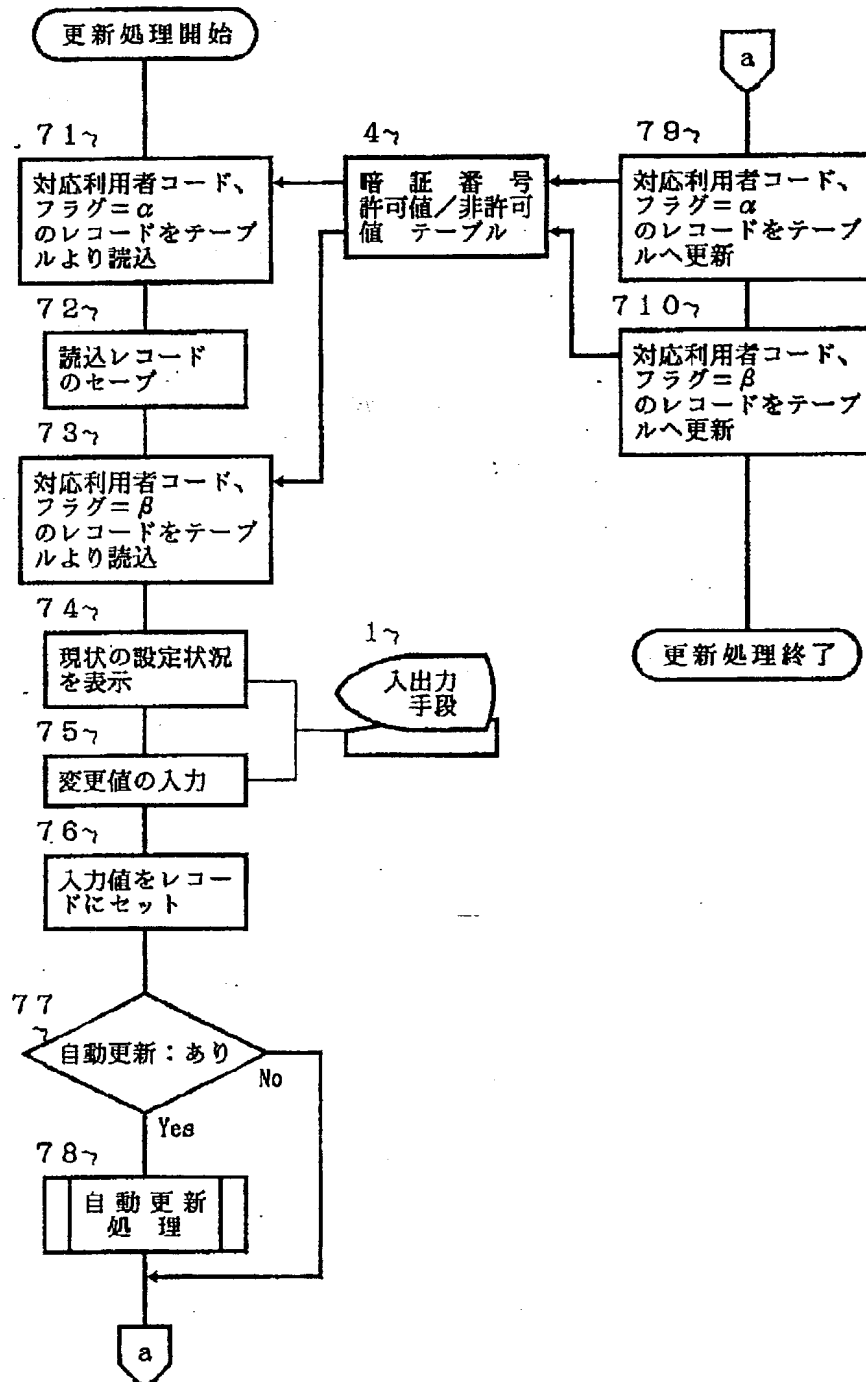 更新処理開始
71
対応利用者コード、
フラグ=α
のレコードをテーブ
ルより読込
72
読込レコード
のセーブ
73
対応利用者コード、
フラグ=β
のレコードをテーブ
ルより読込
74
現状の設定状況
を表示
75
変更値の入力
76
入力値をレコー
ドにセット
77
自動更新:あり
No
Yes
78
自動更新
処理
a
4
暗証番号
許可値/非許可
値 テーブル
1
入出力
手段
a
79
対応利用者コード、
フラグ=α
のレコードをテーブ
ルへ更新
710
対応利用者コード、
フラグ=β
のレコードをテーブ
ルへ更新
更新処理終了